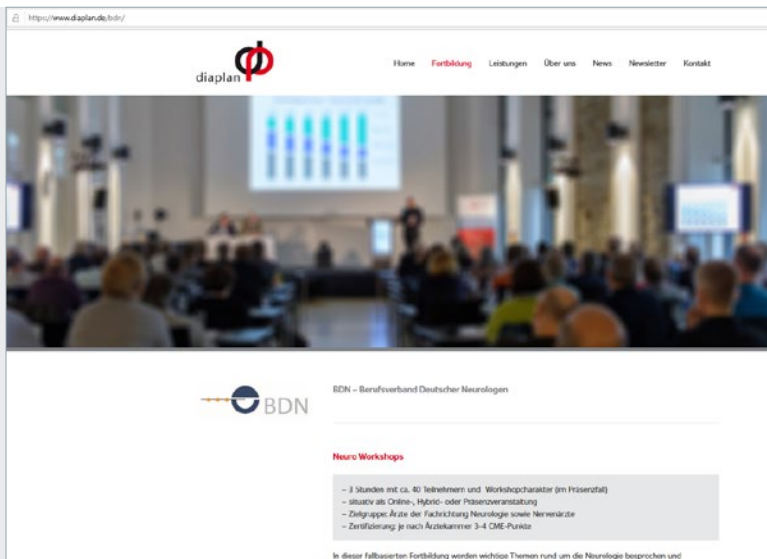 https://www.diaplan.de/bdn/
diaplan
Home Fortbildung Leistungen Über uns News Newsletter Kontakt
BDN
BDN – Berufsverband Deutscher Neurologen
Neuro Workshops
– 3 Stunden mit ca. 40 Teilnehmern und Workshopcharakter (im Präsenzfall)
– situativ als Online-, Hybrid- oder Präsenzveranstaltung
– Zielgruppe: Ärzte der Fachrichtung Neurologie sowie Nervenärzte
– Zertifizierung: je nach Ärztekammer 3-4 CME-Punkte
In dieser fallbasierten Fortbildung werden wichtige Themen rund um die Neurologie besprochen und